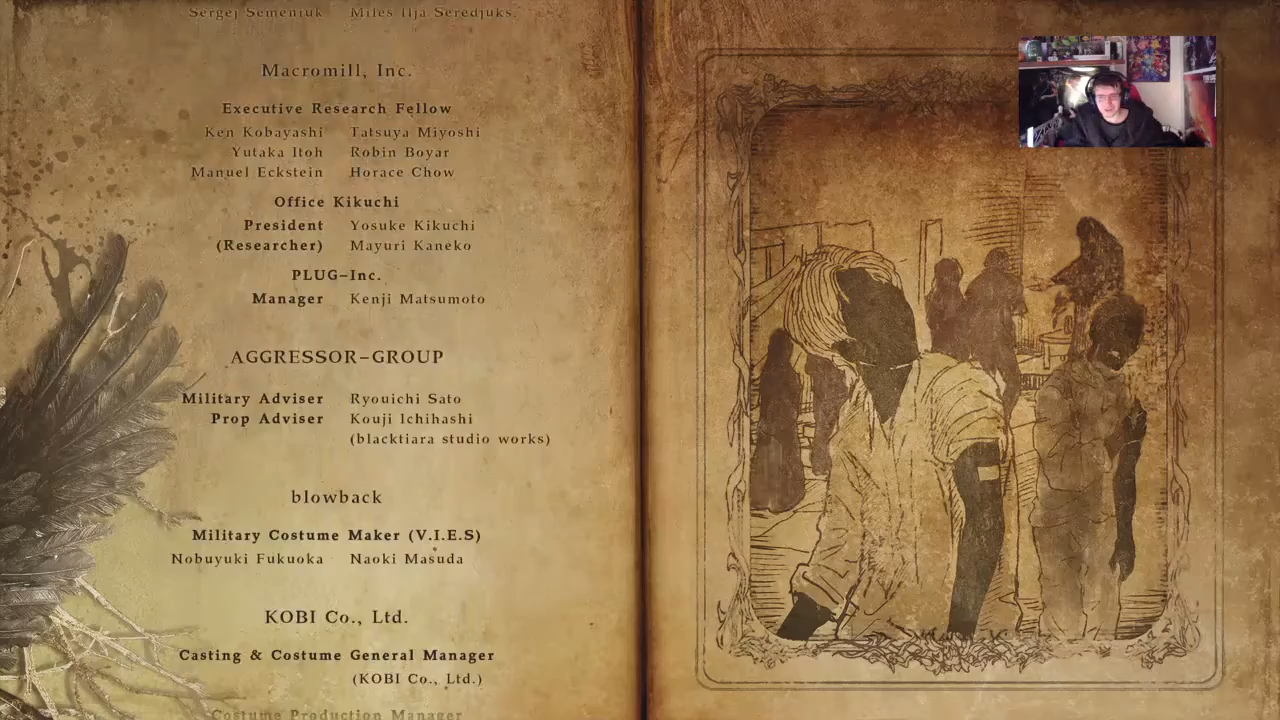 Sergej Semeniuk Miles Ilja Seredjuks
Macromill, Inc.
Executive Research Fellow
Ken Kobayashi Tatsuya Miyoshi
Yutaka Itoh Robin Boyar
Manuel Eckstein Horace Chow
Office Kikuchi
President Yosuke Kikuchi
(Researcher) Mayuri Kaneko
PLUG-Inc.
Manager Kenji Matsumoto
AGGRESSOR-GROUP
Military Adviser Ryouichi Sato
Prop Adviser Kouji Ichihashi
(blacktiara studio works)
blowback
Military Costume Maker (V.I.E.S)
Nobuyuki Fukuoka Naoki Masuda
KOBI Co., Ltd.
Casting & Costume General Manager
(KOBI Co., Ltd.)
Costume Production Manager